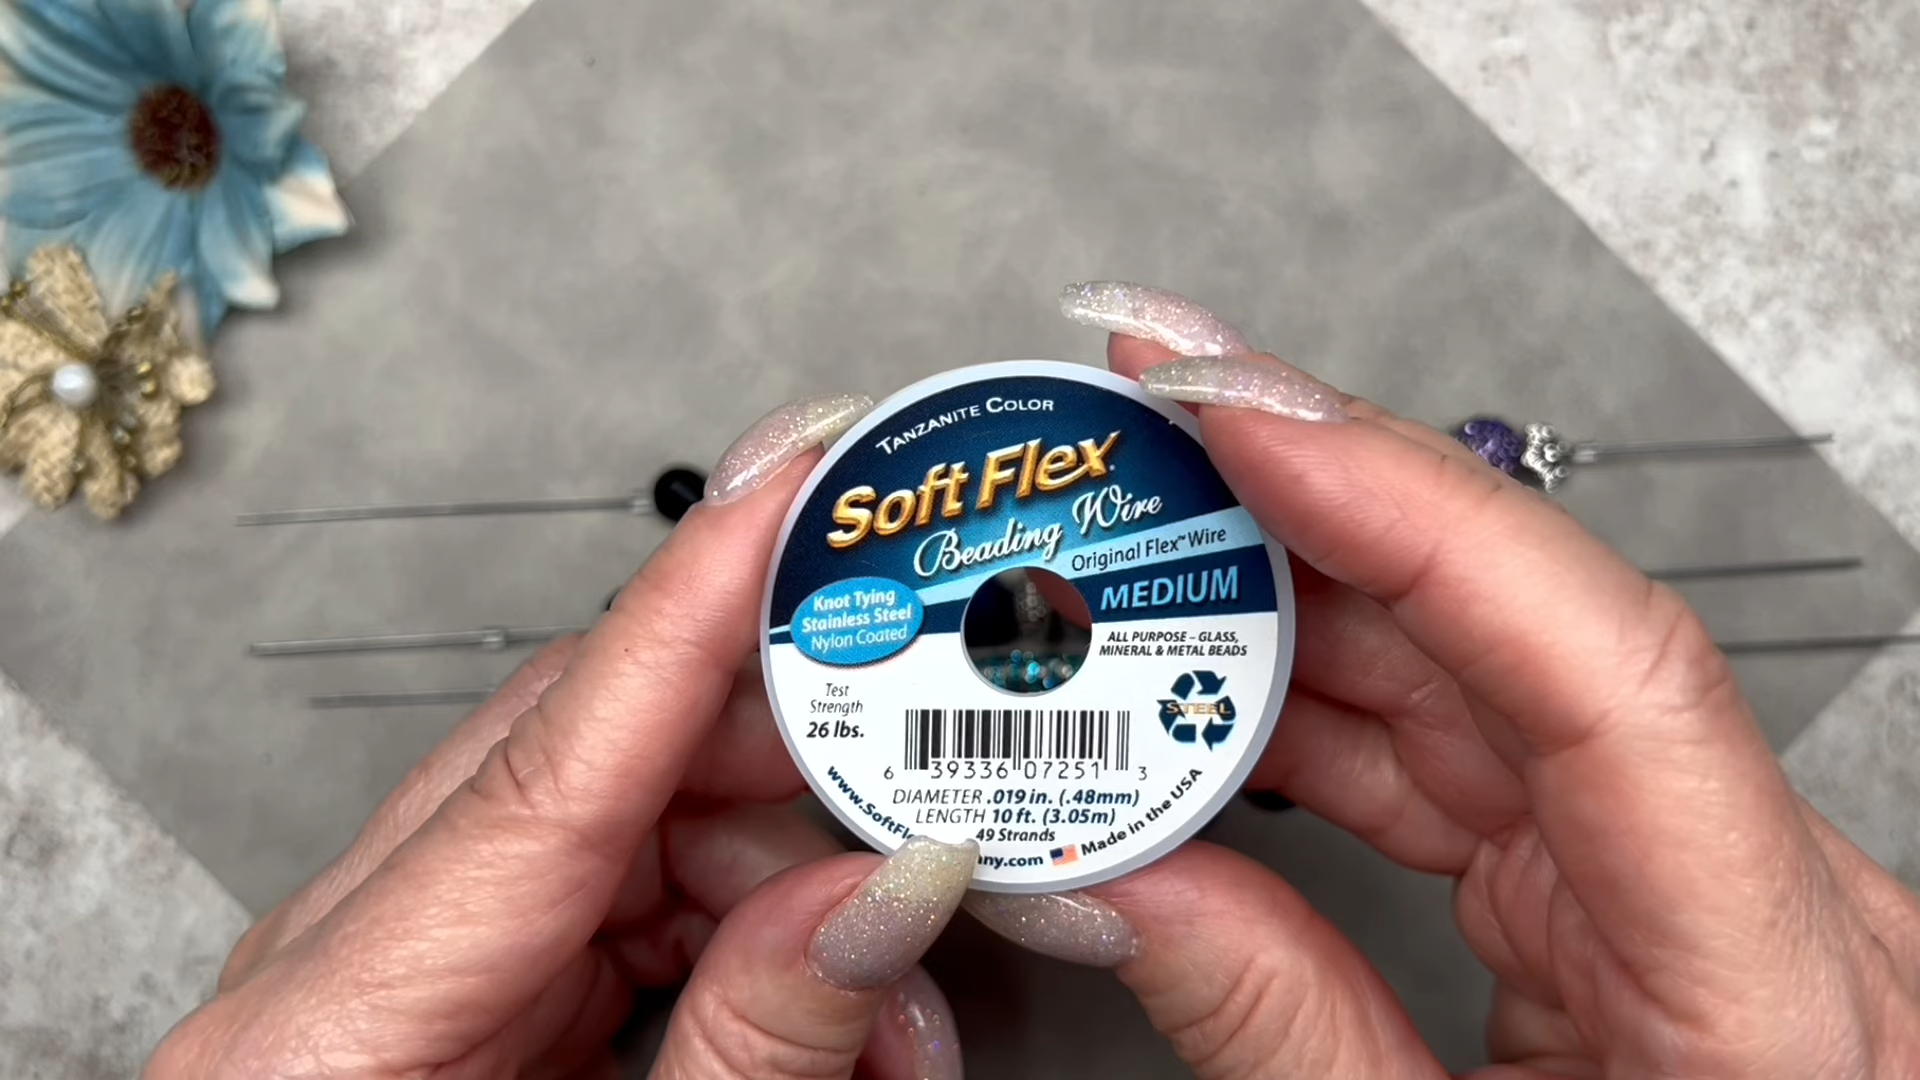 TANZANITE COLOR
Soft Flex
Beading Wire
Original Flex™ Wire
MEDIUM
Knot Tying
Stainless Steel
Nylon Coated
ALL PURPOSE – GLASS,
MINERAL & METAL BEADS
Test
Strength
26 lbs.
STEEL
6 39336 07251 3
DIAMETER .019 in. (.48mm)
LENGTH 10 ft. (3.05m)
49 Strands
Made in the USA